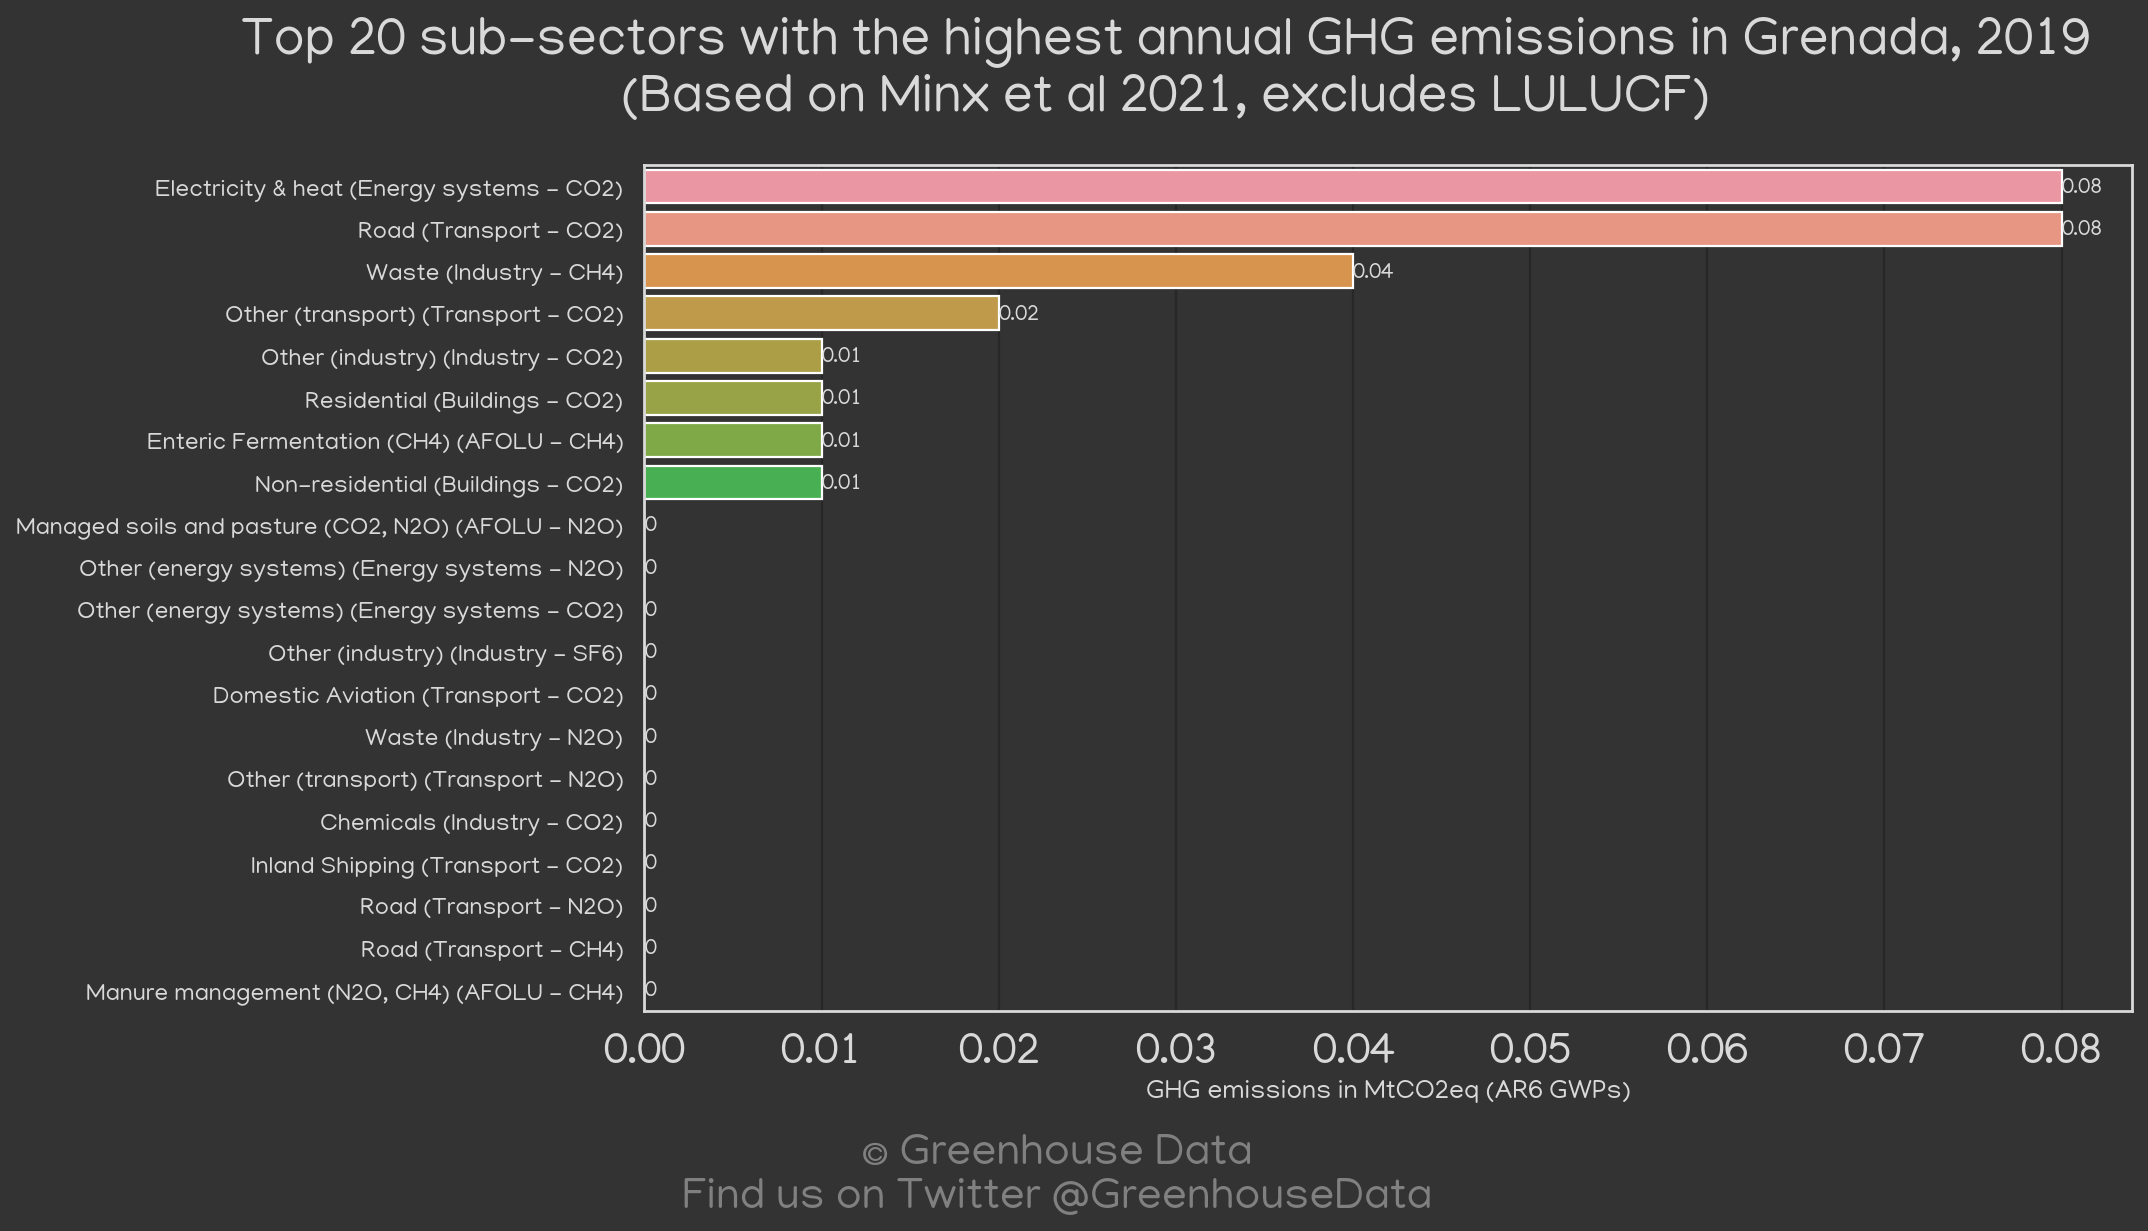 Top 20 sub-sectors with the highest annual GHG emissions in Grenada, 2019
(Based on Minx et al 2021, excludes LULUCF)
Electricity & heat (Energy systems - CO2) 0.08
Road (Transport - CO2) 0.08
Waste (Industry - CH4) 0.04
Other (transport) (Transport - CO2) 0.02
Other (industry) (Industry - CO2) 0.01
Residential (Buildings - CO2) 0.01
Enteric Fermentation (CH4) (AFOLU - CH4) 0.01
Non-residential (Buildings - CO2) 0.01
Managed soils and pasture (CO2, N2O) (AFOLU - N2O) 0
Other (energy systems) (Energy systems - N2O) 0
Other (energy systems) (Energy systems - CO2) 0
Other (industry) (Industry - SF6) 0
Domestic Aviation (Transport - CO2) 0
Waste (Industry - N2O) 0
Other (transport) (Transport - N2O) 0
Chemicals (Industry - CO2) 0
Inland Shipping (Transport - CO2) 0
Road (Transport - N2O) 0
Road (Transport - CH4) 0
Manure management (N2O, CH4) (AFOLU - CH4) 0
0.00 0.01 0.02 0.03 0.04 0.05 0.06 0.07 0.08
GHG emissions in MtCO2eq (AR6 GWPs)
© Greenhouse Data
Find us on Twitter @GreenhouseData